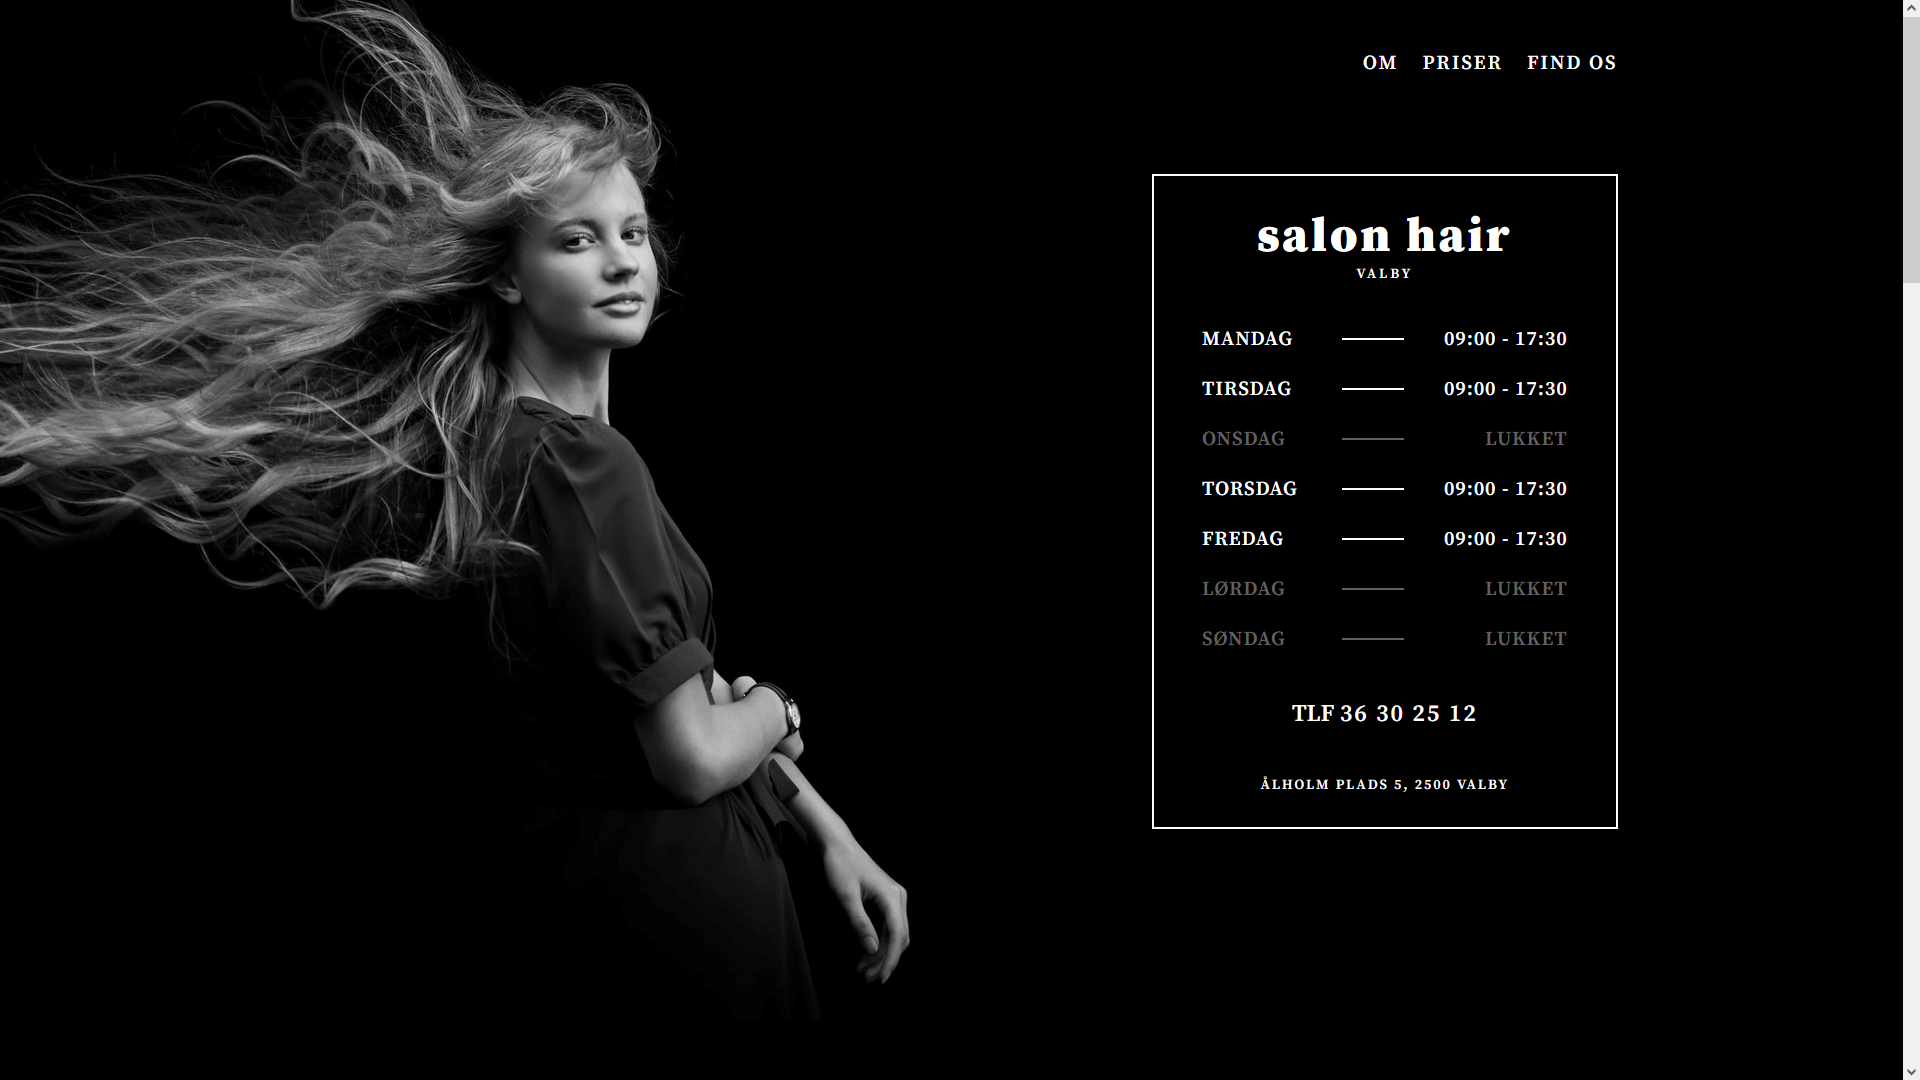 OM PRISER FIND OS
salon hair
VALBY
MANDAG 09:00 - 17:30
TIRSDAG 09:00 - 17:30
ONSDAG LUKKET
TORSDAG 09:00 - 17:30
FREDAG 09:00 - 17:30
LØRDAG LUKKET
SØNDAG LUKKET
TLF 36 30 25 12
ÅLHOLM PLADS 5, 2500 VALBY